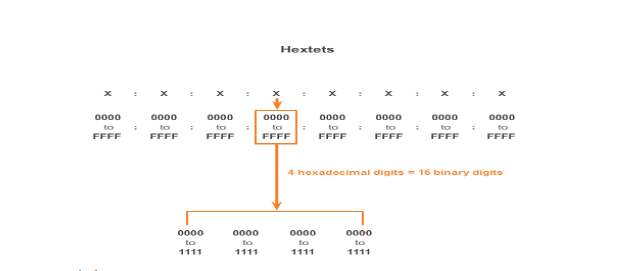 Hextets
X : X : X : X : X : X : X : X
0000 0000 0000 0000 0000 0000 0000 0000
to : to : to : to : to : to : to : to
FFFF FFFF FFFF FFFF FFFF FFFF FFFF FFFF
4 hexadecimal digits = 16 binary digits
0000 0000 0000 0000
to to to to
1111 1111 1111 1111